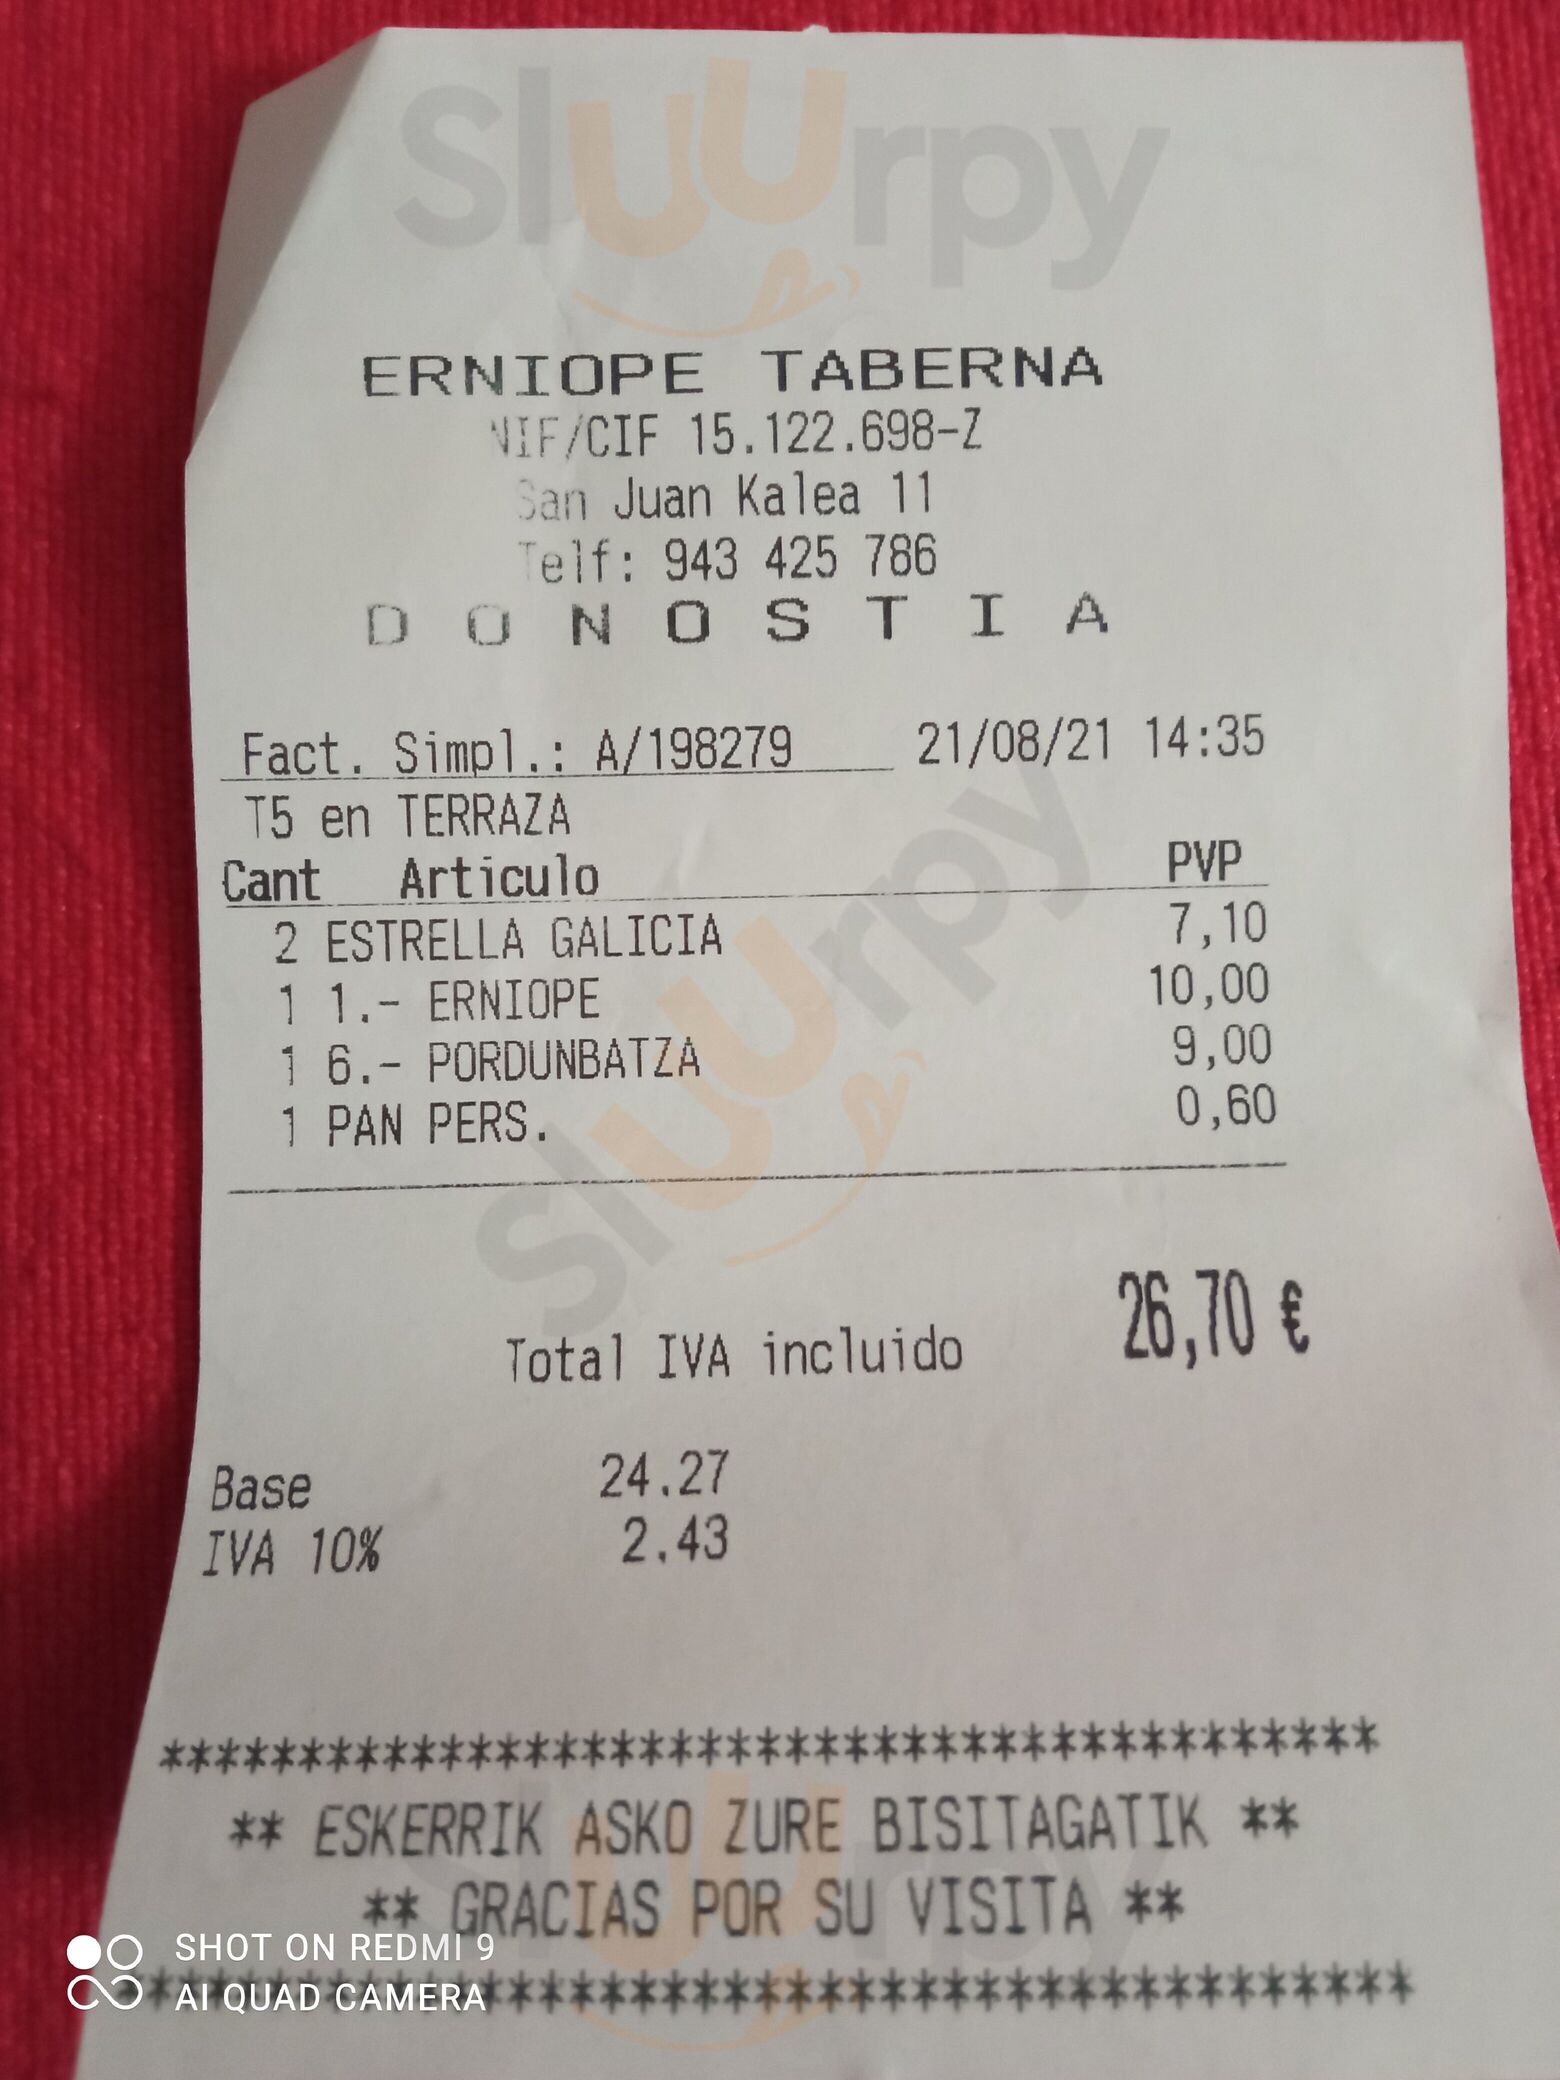 Sluurpy
ERNIOPE TABERNA
NIF/CIF 15.122.698-Z
San Juan Kalea 11
Telf: 943 425 786
D O N O S T I A
Fact. Simpl.: A/198279 21/08/21 14:35
T5 en TERRAZA
Cant Articulo PVP
2 ESTRELLA GALICIA 7,10
1 1.- ERNIOPE 10,00
1 6.- PORDUNBATZA 9,00
1 PAN PERS. 0,60
Sluurpy
Total IVA incluido 26,70 €
Base 24.27
IVA 10% 2.43
******************************************
** ESKERRIK ASKO ZURE BISITAGATIK **
Sluurpy
** GRACIAS POR SU VISITA **
SHOT ON REDMI 9
AI QUAD CAMERA
******************************************